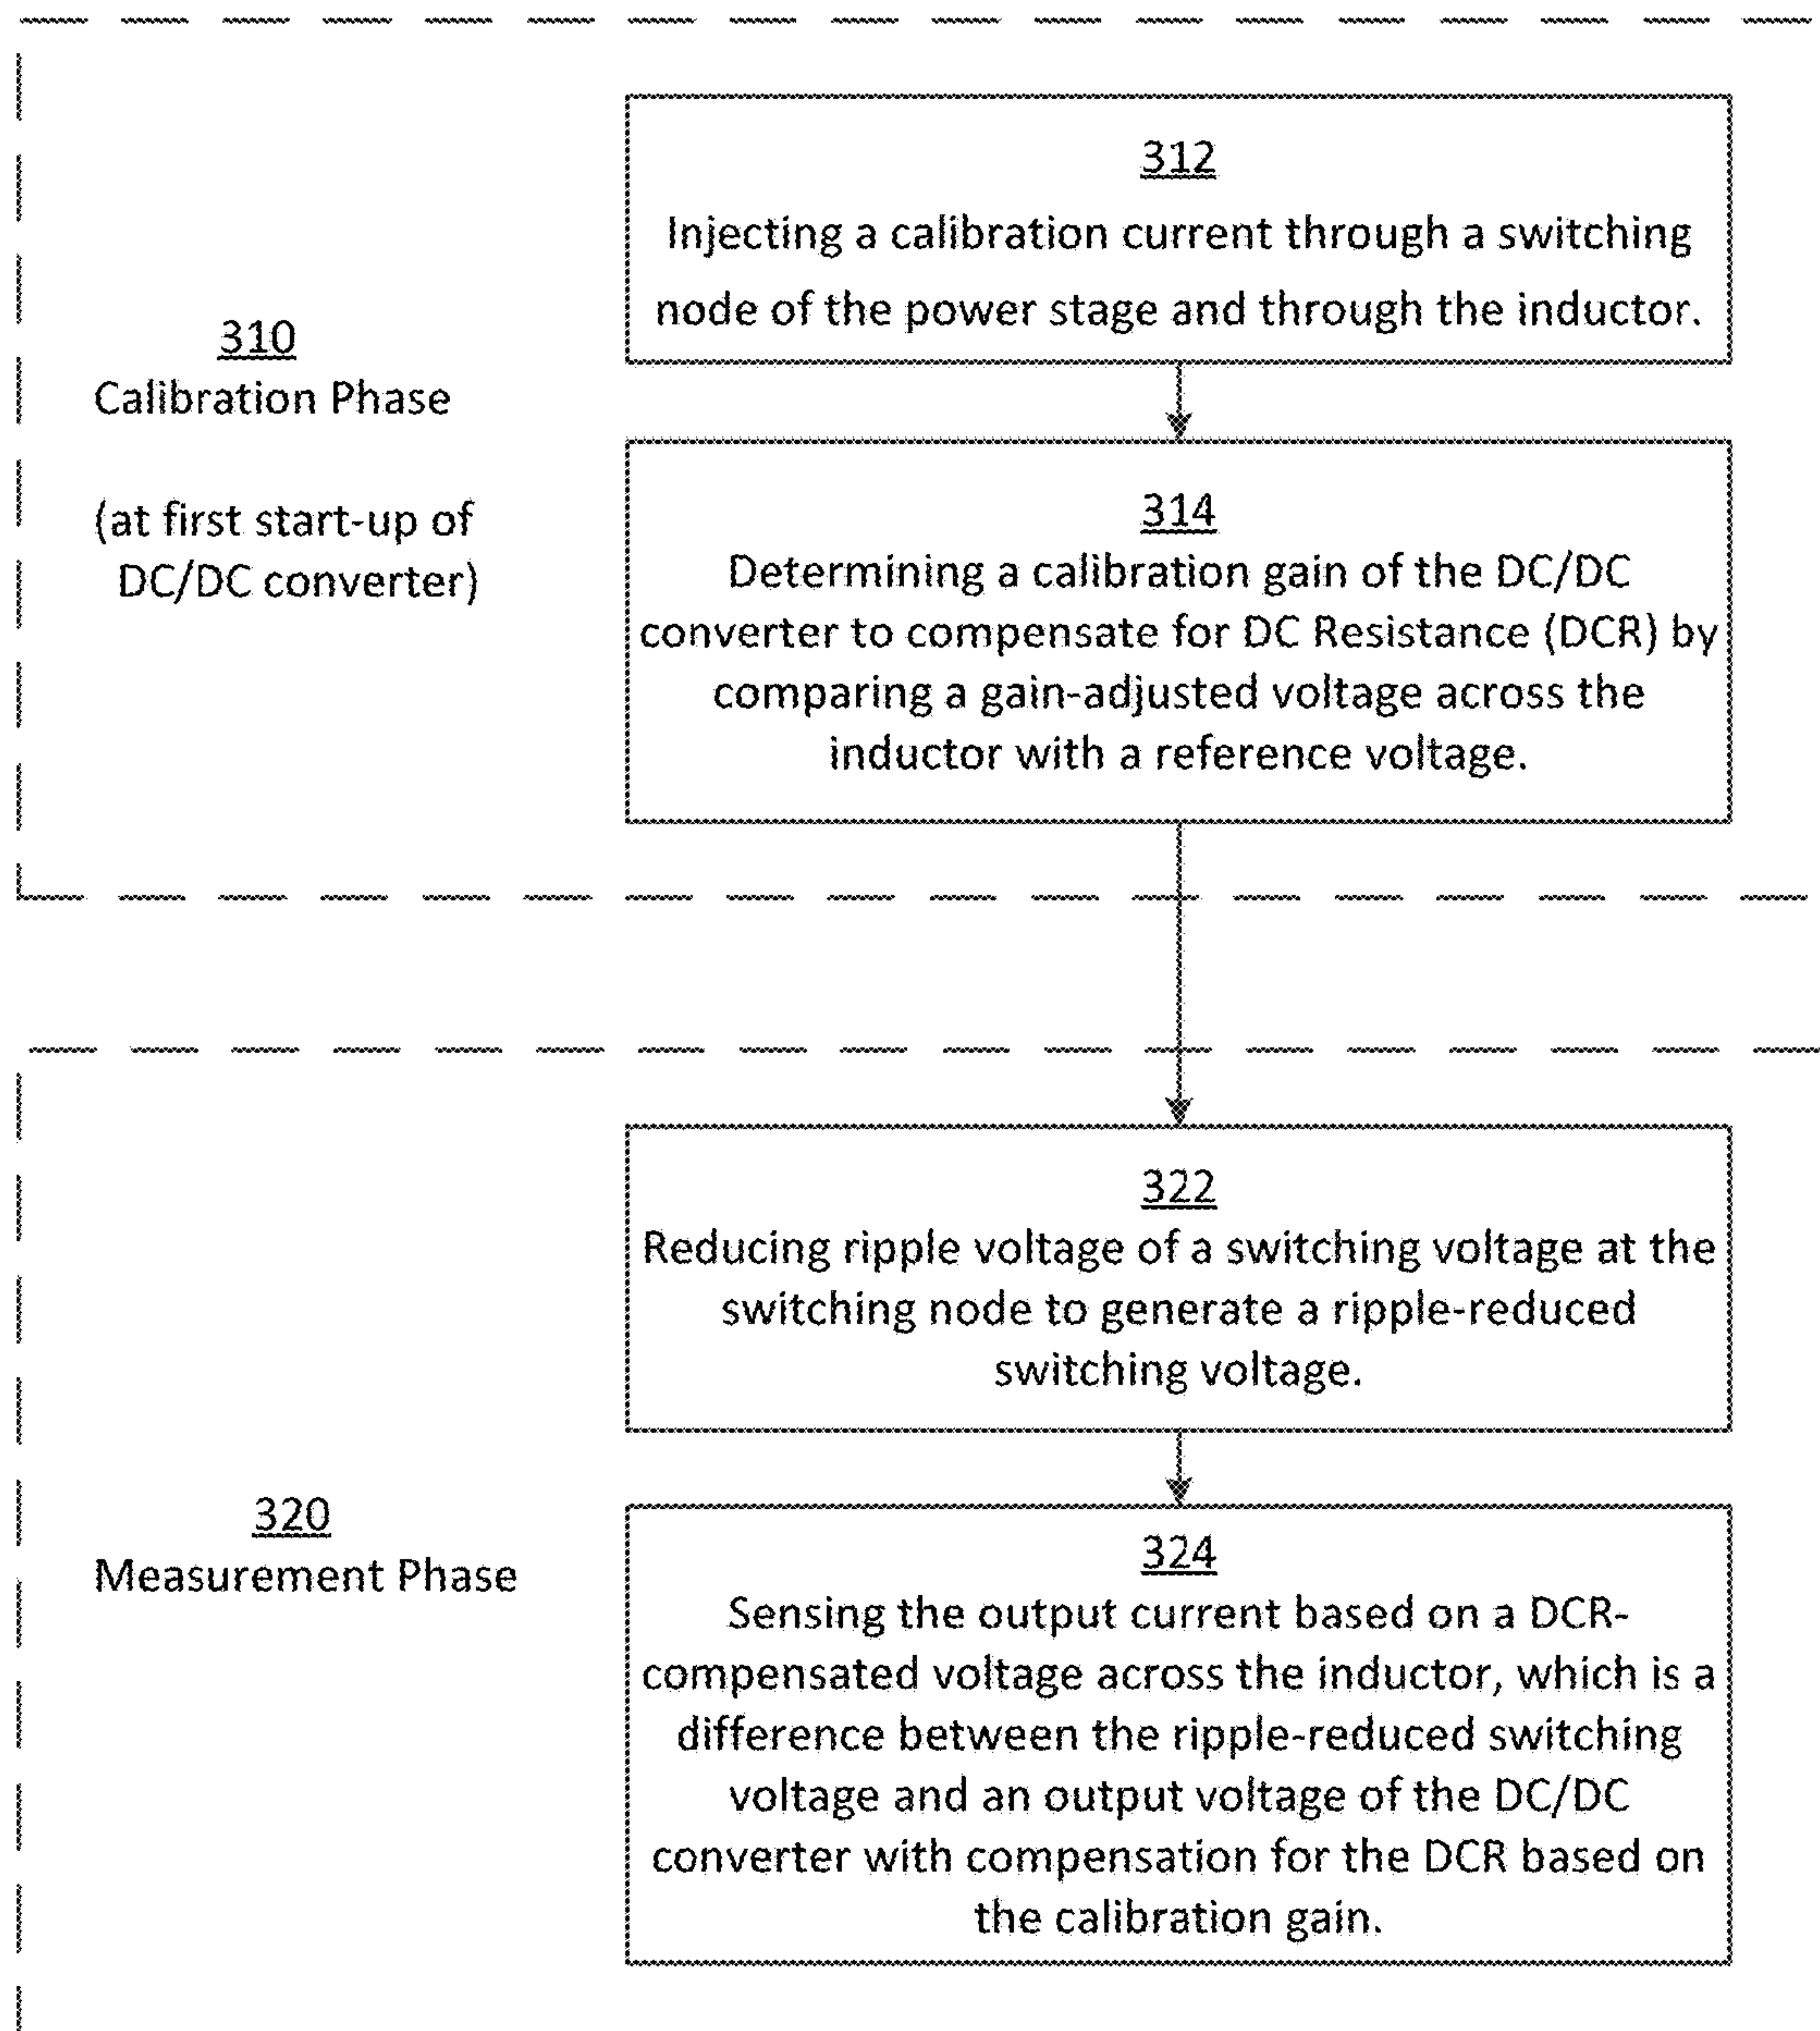 312
Injecting a calibration current through a switching
node of the power stage and through the inductor.
310
Calibration Phase
(at first start-up of
DC/DC converter)
314
Determining a calibration gain of the DC/DC
converter to compensate for DC Resistance (DCR) by
comparing a gain-adjusted voltage across the
inductor with a reference voltage.
322
Reducing ripple voltage of a switching voltage at the
switching node to generate a ripple-reduced
switching voltage.
320
Measurement Phase
324
Sensing the output current based on a DCR-
compensated voltage across the inductor, which is a
difference between the ripple-reduced switching
voltage and an output voltage of the DC/DC
converter with compensation for the DCR based on
the calibration gain.